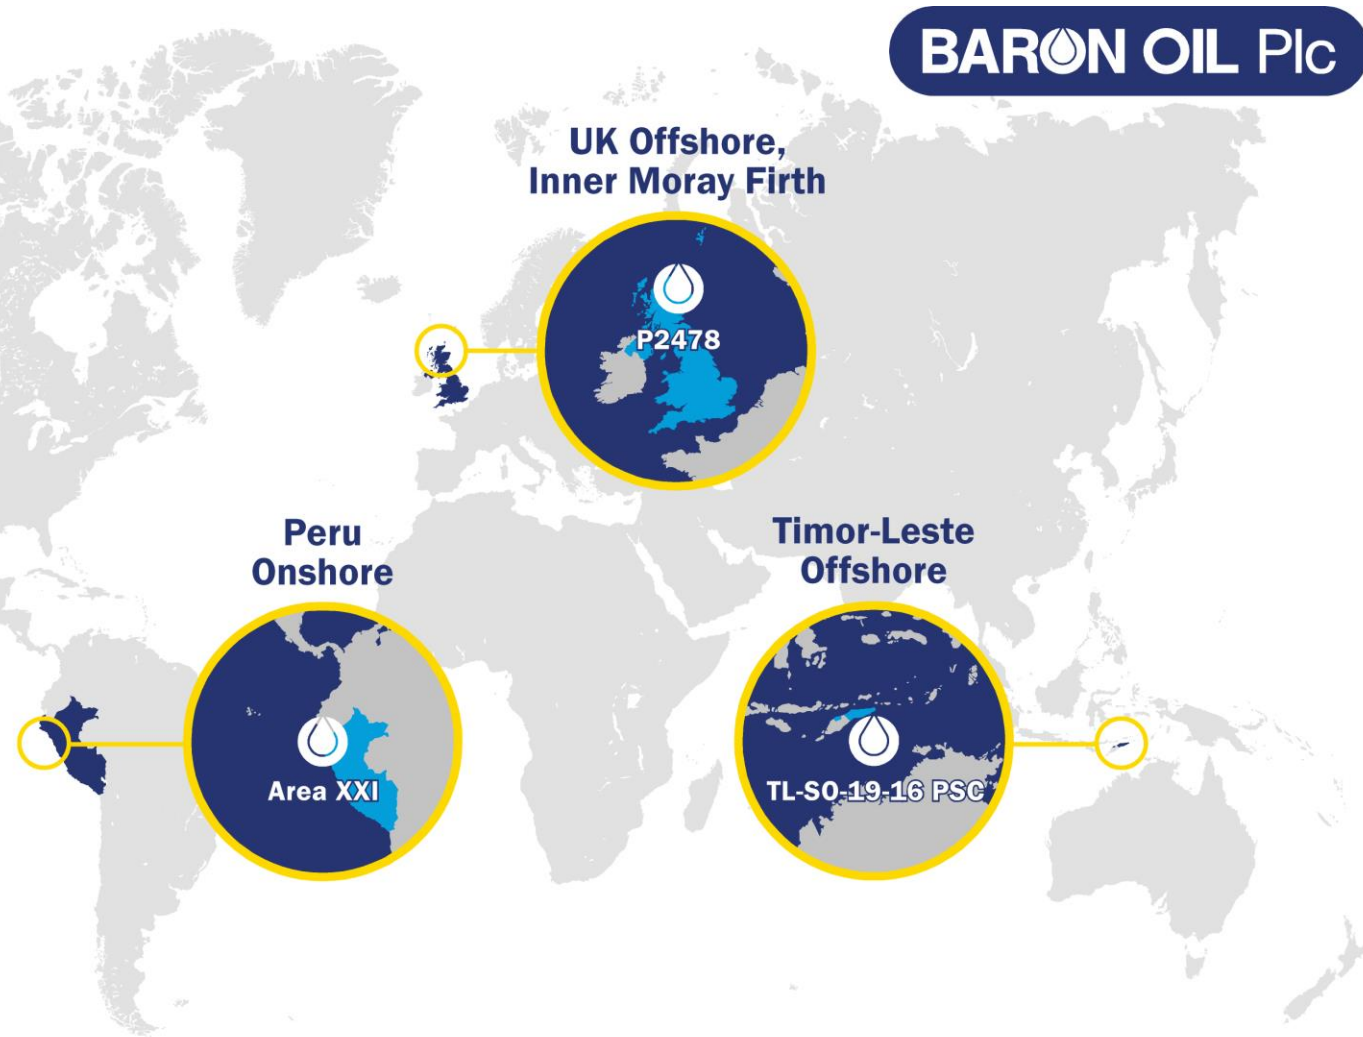 BARON OIL Plc
UK Offshore,
Inner Moray Firth
P2478
Peru
Onshore
Area XXI
Timor-Leste
Offshore
TL-SO-19-16 PSC